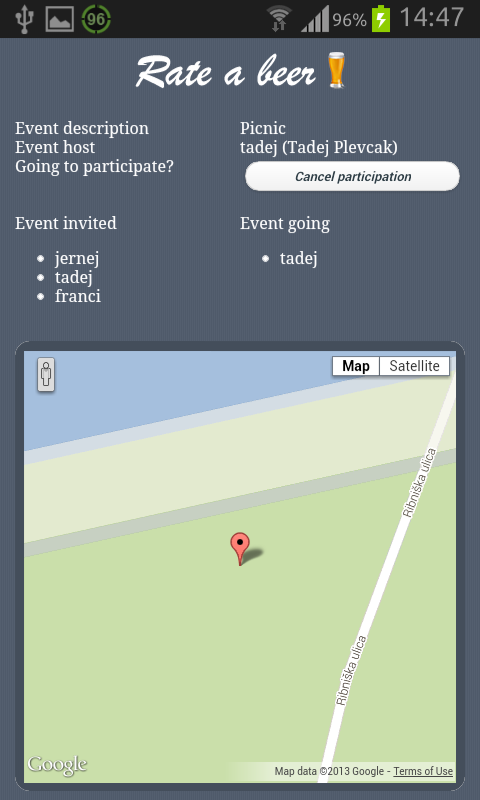 96
96%
14:47
Rate a beer
Event description
Picnic
Event host
tadej (Tadej Plevcak)
Going to participate?
Cancel participation
Event invited
Event going
jernej
tadej
franci
tadej
Map
Satellite
Ribniška ulica
Ribniška ulica
Google
Map data ©2013 Google - Terms of Use